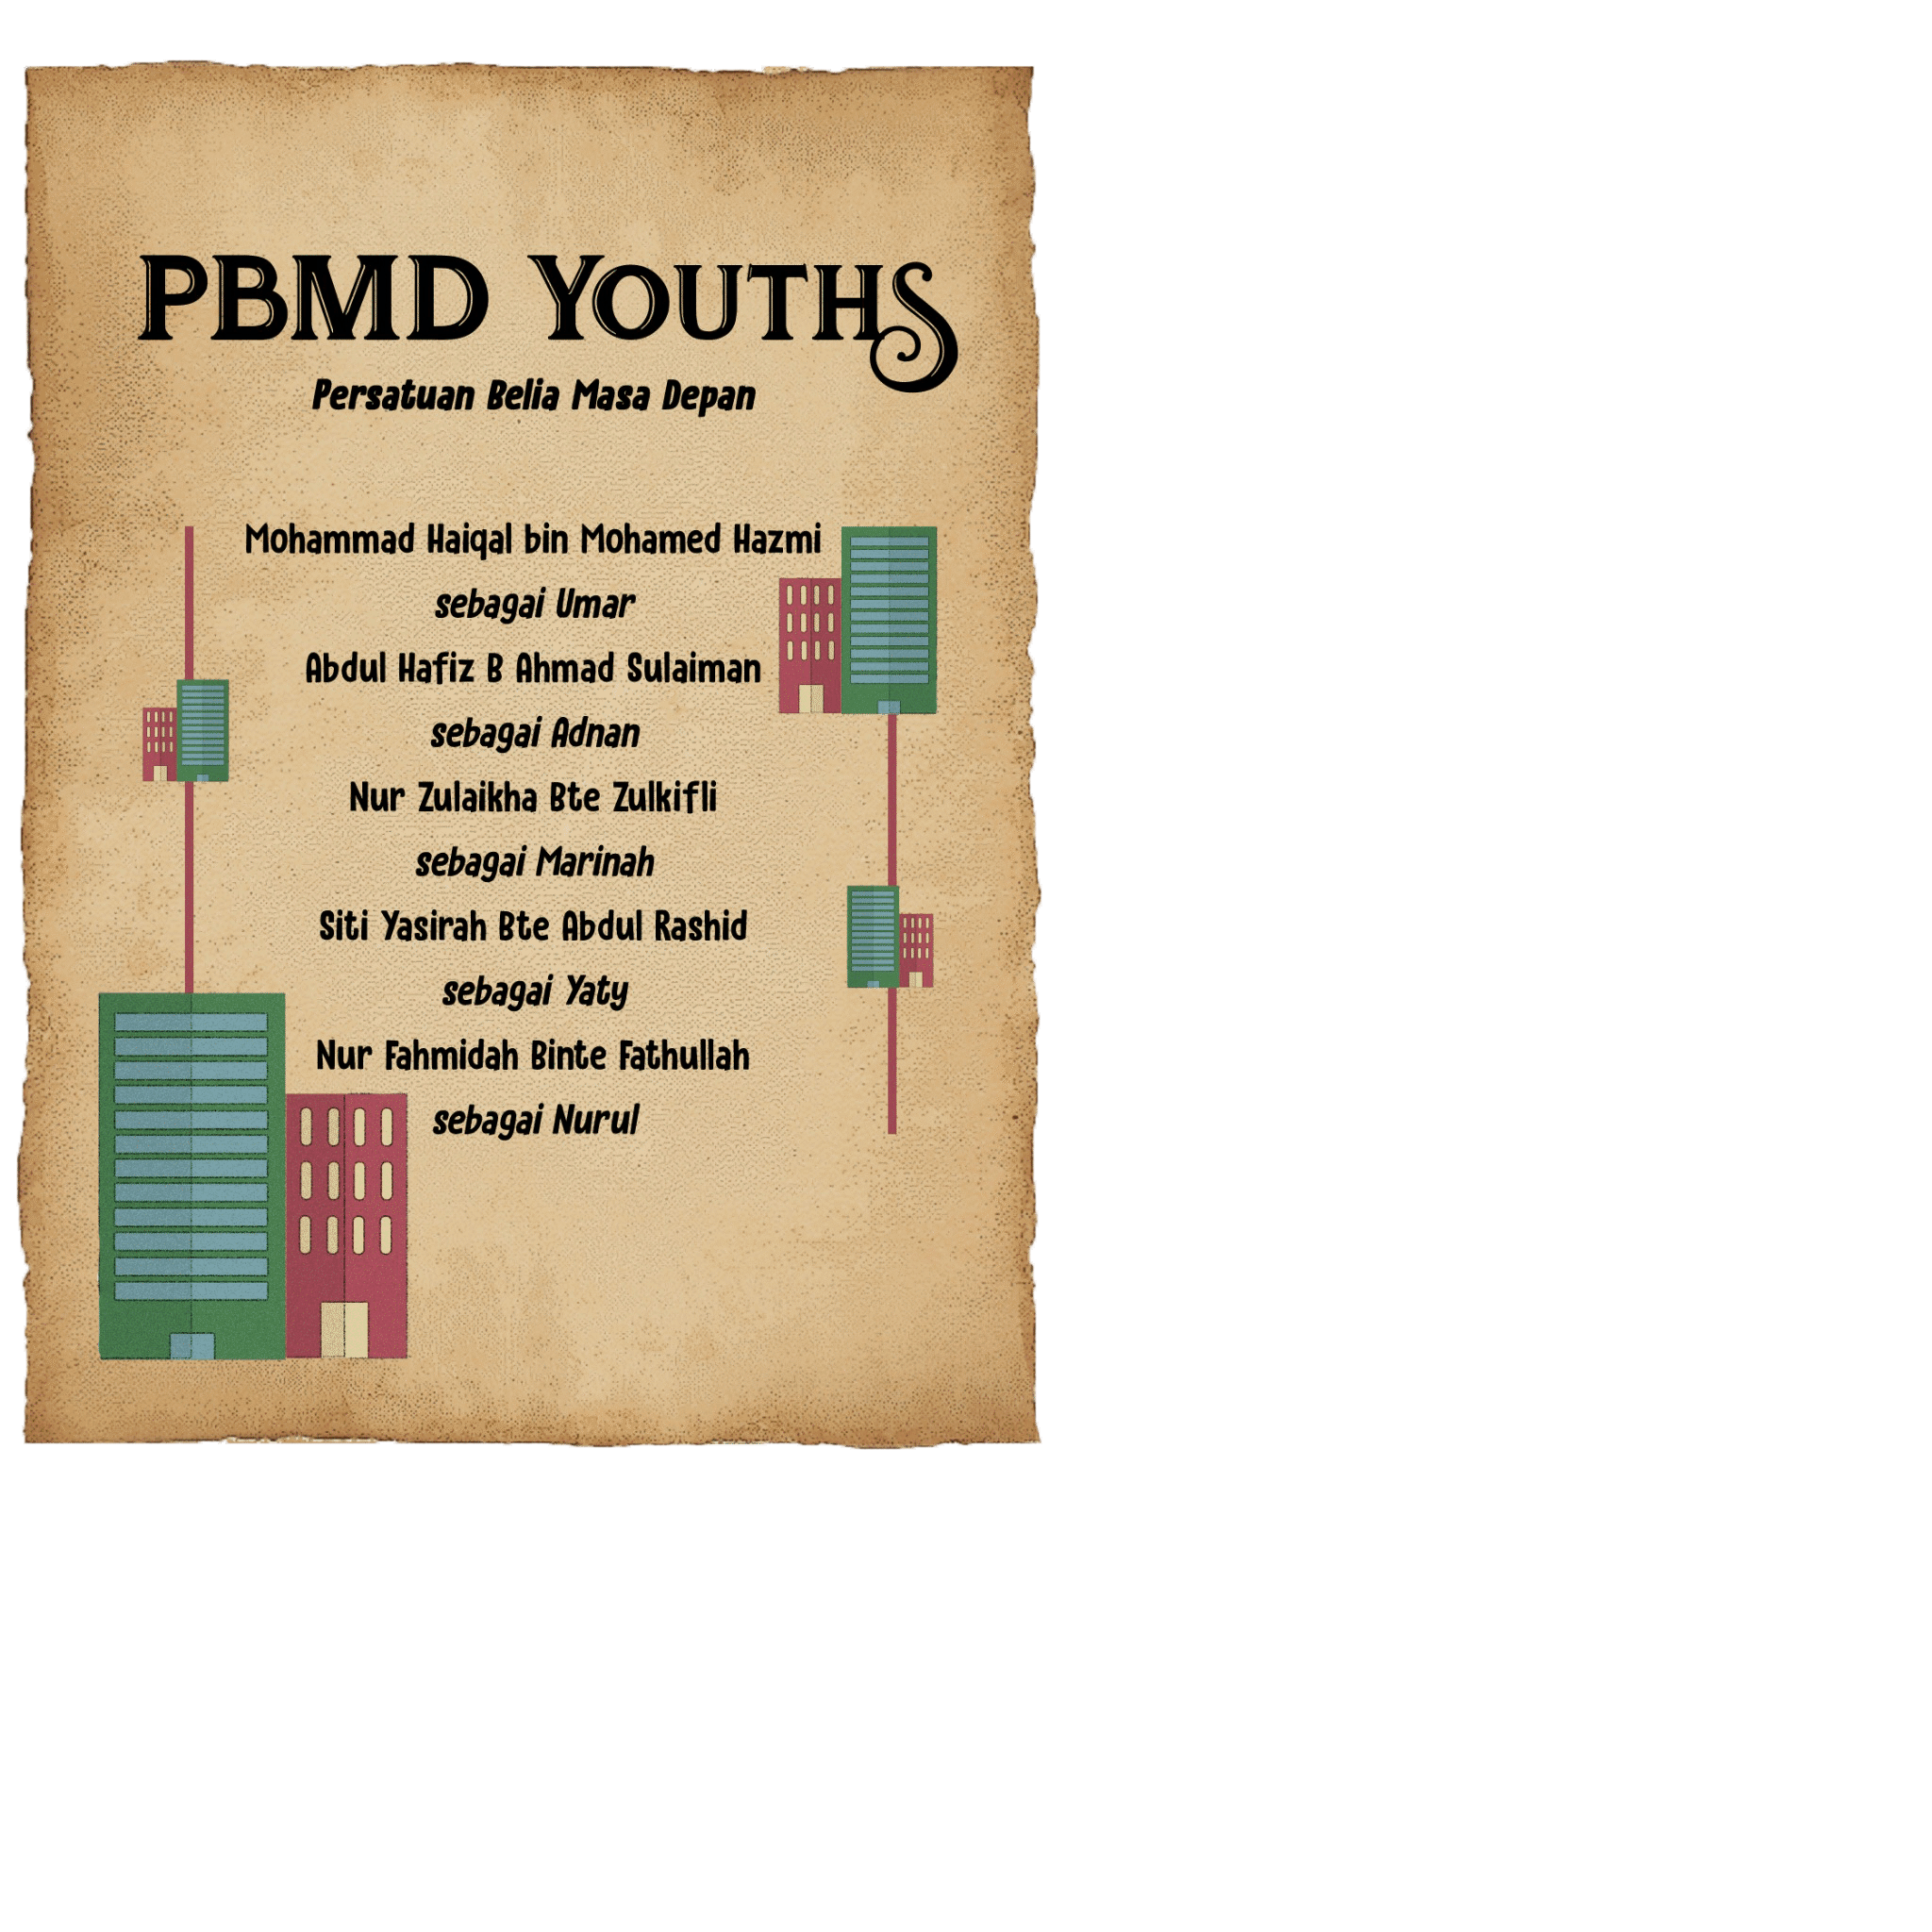 PBMD YOUTHS
Persatuan Belia Masa Depan
Mohammad Haiqal bin Mohamed Hazmi
sebagai Umar
Abdul Hafiz B Ahmad Sulaiman
sebagai Adnan
Nur Zulaikha Bte Zulkifli
sebagai Marinah
Siti Yasirah Bte Abdul Rashid
sebagai Yaty
Nur Fahmidah Binte Fathullah
sebagai Nurul